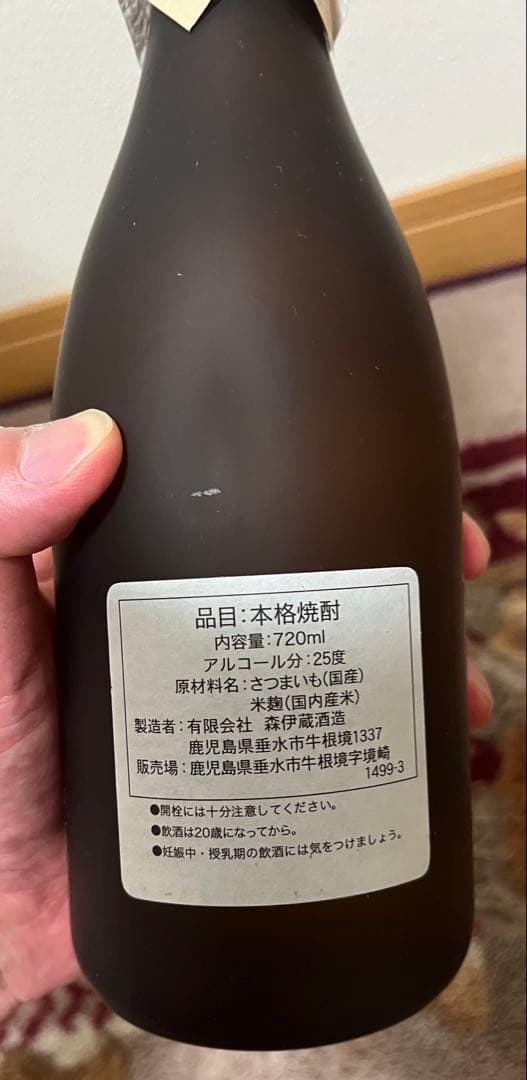 品目:本格焼酎
内容量:720ml
アルコール分:25度
原材料名:さつまいも(国産)
米麹(国内産米)
製造者:有限会社 森伊蔵酒造
鹿児島県垂水市牛根境1337
販売場:鹿児島県垂水市牛根境字境崎
1499-3
●開栓には十分注意してください。
●飲酒は20歳になってから。
●妊娠中・授乳期の飲酒には気をつけましょう。